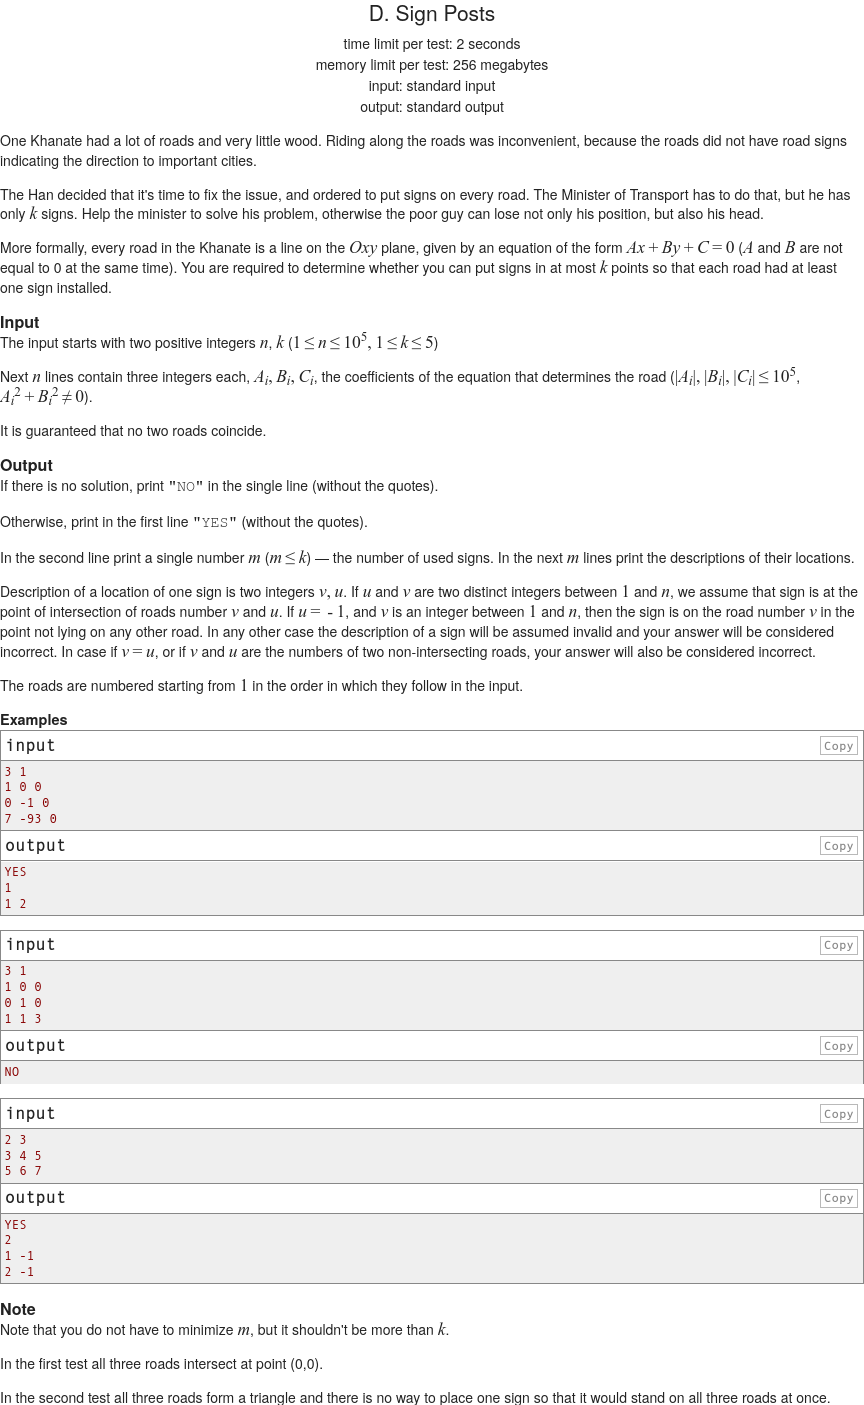 D. Sign Posts
time limit per test: 2 seconds
memory limit per test: 256 megabytes
input: standard input
output: standard output
One Khanate had a lot of roads and very little wood. Riding along the roads was inconvenient, because the roads did not have road signs
indicating the direction to important cities.
The Han decided that it's time to fix the issue, and ordered to put signs on every road. The Minister of Transport has to do that, but he has
only k signs. Help the minister to solve his problem, otherwise the poor guy can lose not only his position, but also his head.
More formally, every road in the Khanate is a line on the Oxy plane, given by an equation of the form Ax + By + C = 0 (A and B are not
equal to 0 at the same time). You are required to determine whether you can put signs in at most k points so that each road had at least
one sign installed.
Input
The input starts with two positive integers n, k (1 ≤ n ≤ 10^5, 1 ≤ k ≤ 5)
Next n lines contain three integers each, A_i, B_i, C_i, the coefficients of the equation that determines the road (|A_i|, |B_i|, |C_i| ≤ 10^5,
A_i^2 + B_i^2 ≠ 0).
It is guaranteed that no two roads coincide.
Output
If there is no solution, print "NO" in the single line (without the quotes).
Otherwise, print in the first line "YES" (without the quotes).
In the second line print a single number m (m ≤ k) — the number of used signs. In the next m lines print the descriptions of their locations.
Description of a location of one sign is two integers v, u. If u and v are two distinct integers between 1 and n, we assume that sign is at the
point of intersection of roads number v and u. If u = - 1, and v is an integer between 1 and n, then the sign is on the road number v in the
point not lying on any other road. In any other case the description of a sign will be assumed invalid and your answer will be considered
incorrect. In case if v = u, or if v and u are the numbers of two non-intersecting roads, your answer will also be considered incorrect.
The roads are numbered starting from 1 in the order in which they follow in the input.
Examples
input
Copy
3 1
1 0 0
0 -1 0
7 -93 0
output
Copy
YES
1
1 2
input
Copy
3 1
1 0 0
0 1 0
1 1 3
output
Copy
NO
input
Copy
2 3
3 4 5
5 6 7
output
Copy
YES
2
1 -1
2 -1
Note
Note that you do not have to minimize m, but it shouldn't be more than k.
In the first test all three roads intersect at point (0,0).
In the second test all three roads form a triangle and there is no way to place one sign so that it would stand on all three roads at once.